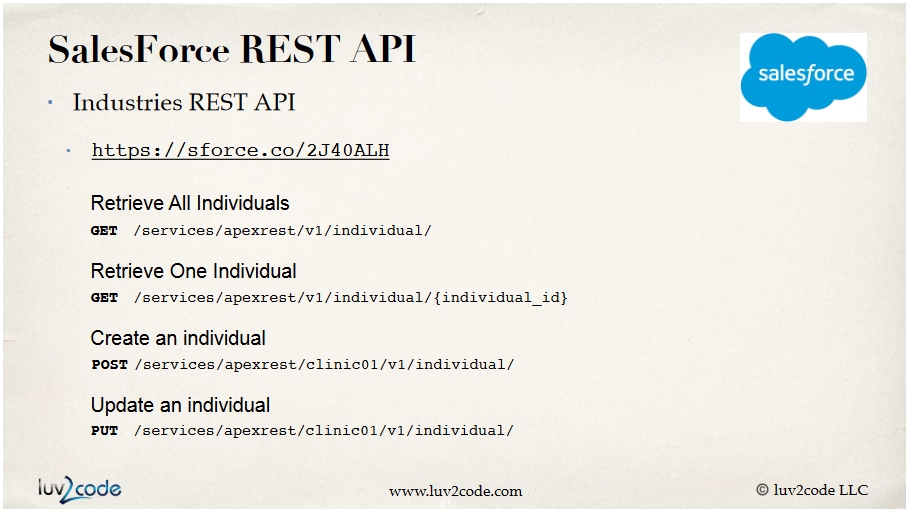 SalesForce REST API
salesforce
• Industries REST API
• https://sforce.co/2J40ALH
Retrieve All Individuals
GET /services/apexrest/v1/individual/
Retrieve One Individual
GET /services/apexrest/v1/individual/{individual_id}
Create an individual
POST /services/apexrest/clinic01/v1/individual/
Update an individual
PUT /services/apexrest/clinic01/v1/individual/
luv2code
www.luv2code.com
© luv2code LLC